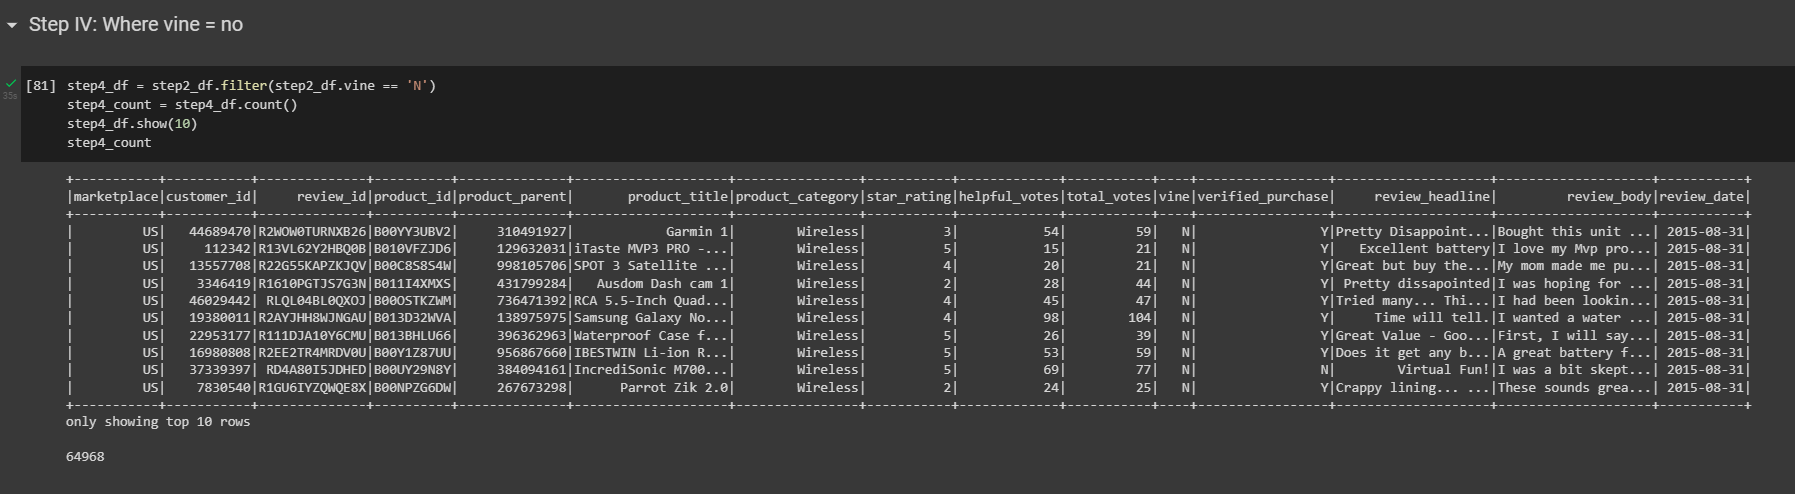 Step IV: Where vine = no
[81] step4_df = step2_df.filter(step2_df.vine == 'N')
35s
step4_count = step4_df.count()
step4_df.show(10)
step4_count
+-----------+-----------+--------------+----------+--------------+--------------------+----------------+-----------+-------------+-----------+----+-----------------+--------------------+--------------------+-----------+
|marketplace|customer_id|     review_id|product_id|product_parent|       product_title|product_category|star_rating|helpful_votes|total_votes|vine|verified_purchase|     review_headline|         review_body|review_date|
+-----------+-----------+--------------+----------+--------------+--------------------+----------------+-----------+-------------+-----------+----+-----------------+--------------------+--------------------+-----------+
|         US|   44689470|R2WOW0TURNXB26|B00YY3UBV2|     310491927|            Garmin 1|        Wireless|          3|           54|         59|   N|                Y|Pretty Disappoint...|Bought this unit ...| 2015-08-31|
|         US|     112342|R13VL62Y2HBQ0B|B010VFZJD6|     129632031|iTaste MVP3 PRO -...|        Wireless|          5|           15|         21|   N|                Y|   Excellent battery|I love my Mvp pro...| 2015-08-31|
|         US|   13557708|R22G55KAPZKJQV|B00C8S8S4W|     998105706|SPOT 3 Satellite ...|        Wireless|          4|           20|         21|   N|                Y|Great but buy the...|My mom made me pu...| 2015-08-31|
|         US|    3346419|R1610PGTJS7G3N|B011I4XMXS|     431799284|   Ausdom Dash cam 1|        Wireless|          2|           28|         44|   N|                Y| Pretty dissapointed|I was hoping for ...| 2015-08-31|
|         US|   46029442| RLQL04BL0QXOJ|B00OSTKZWM|     736471392|RCA 5.5-Inch Quad...|        Wireless|          4|           45|         47|   N|                Y|Tried many... Thi...|I had been lookin...| 2015-08-31|
|         US|   19380011|R2AYJHH8WJNGAU|B013D32WVA|     138975975|Samsung Galaxy No...|        Wireless|          4|           98|        104|   N|                Y|     Time will tell.|I wanted a water ...| 2015-08-31|
|         US|   22953177|R111DJA10Y6CMU|B013BHLU66|     396362963|Waterproof Case f...|        Wireless|          5|           26|         39|   N|                Y|Great Value - Goo...|First, I will say...| 2015-08-31|
|         US|   16980808|R2EE2TR4MRDV0U|B00Y1Z87UU|     956867660|IBESTWIN Li-ion R...|        Wireless|          5|           53|         59|   N|                Y|Does it get any b...|A great battery f...| 2015-08-31|
|         US|   37339397| RD4A80I5JDHED|B00UY29N8Y|     384094161|IncrediSonic M700...|        Wireless|          5|           69|         77|   N|                N|        Virtual Fun!|I was a bit skept...| 2015-08-31|
|         US|    7830540|R1GU6IYZQWQE8X|B00NPZG6DW|     267673298|      Parrot Zik 2.0|        Wireless|          2|           24|         25|   N|                Y|Crappy lining... ...|These sounds grea...| 2015-08-31|
+-----------+-----------+--------------+----------+--------------+--------------------+----------------+-----------+-------------+-----------+----+-----------------+--------------------+--------------------+-----------+
only showing top 10 rows
64968